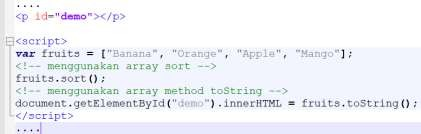 ....
<p id="demo"></p>
<script>
var fruits = ["Banana", "Orange", "Apple", "Mango"];
<!-- menggunakan array sort -->
fruits.sort();
<!-- menggunakan array method toString -->
document.getElementById("demo").innerHTML = fruits.toString();
</script>
....